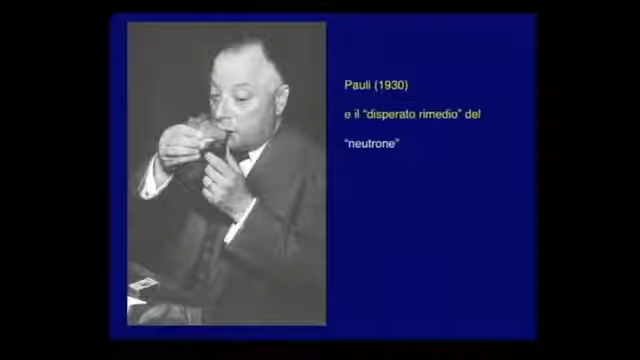 Pauli (1930)
e il "disperato rimedio" del
"neutrone"